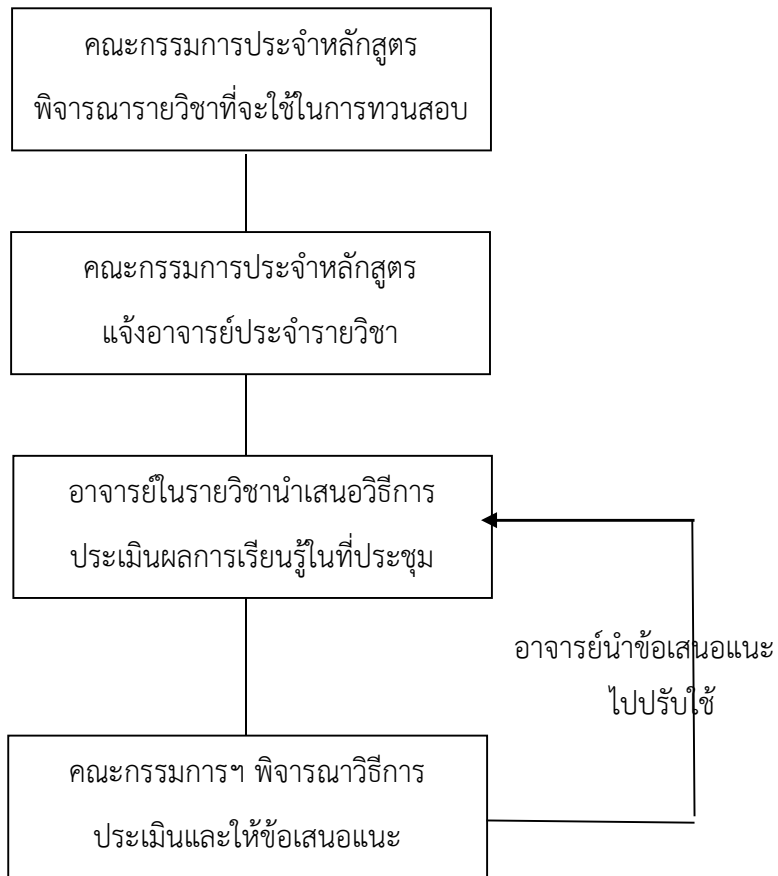 คณะกรรมการประจำหลักสูตร
พิจารณารายวิชาที่จะใช้ในการทวนสอบ
คณะกรรมการประจำหลักสูตร
แจ้งอาจารย์ประจำรายวิชา
อาจารย์ในรายวิชานำเสนอวิธีการ
ประเมินผลการเรียนรู้ในที่ประชุม
อาจารย์นำข้อเสนอแนะ
ไปปรับใช้
คณะกรรมการฯ พิจารณาวิธีการ
ประเมินและให้ข้อเสนอแนะ